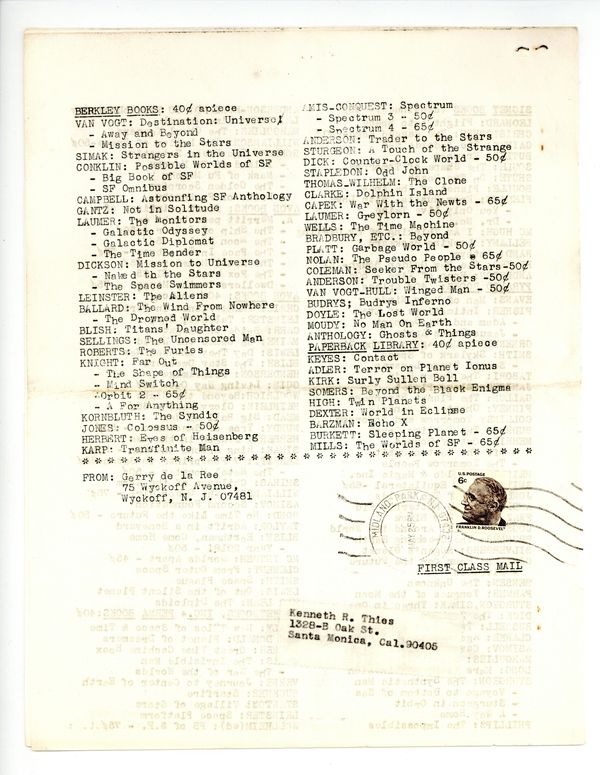 BERKLEY BOOKS: 40¢ apiece
VAN VOGT: Destination: Universe!
- Away and Beyond
- Mission to the Stars
SIMAK: Strangers in the Universe
CONKLIN: Possible Worlds of SF
- Big Book of SF
- SF Omnibus
CAMPBELL: Astounfing SF Anthology
GANTZ: Not in Solitude
LAUMER: The Monitors
- Galactic Odyssey
- Galactic Diplomat
- The Time Bender
DICKSON: Mission to Universe
- Naked to the Stars
- The Space Swimmers
LEINSTER: The Aliens
BALLARD: The Wind From Nowhere
- The Drowned World
BLISH: Titans' Daughter
SELLINGS: The Uncensored Man
ROBERTS: The Furies
KNIGHT: Far Out
- The Shape of Things
- Mind Switch
- Orbit 2 - 65¢
- A For Anything
KORNBLUTH: The Syndic
JONES: Colossus - 50¢
HERBERT: Eyes of Heisenberg
KARP: Transfinite Man
AMIS-CONQUEST: Spectrum
- Spectrum 3 - 50¢
- Spectrum 4 - 65¢
ANDERSON: Trader to the Stars
STURGEON: A Touch of the Strange
DICK: Counter-Clock World - 50¢
STAPLEDON: Odd John
THOMAS-WILHELM: The Clone
CLARKE: Dolphin Island
CAPEK: War With the Newts - 65¢
LAUMER: Greylorn - 50¢
WELLS: The Time Machine
BRADBURY, ETC.: Beyond
PLATT: Garbage World - 50¢
NOLAN: The Pseudo People - 65¢
COLEMAN: Seeker From the Stars-50¢
ANDERSON: Trouble Twisters -50¢
VAN VOGT-HULL: Winged Man - 50¢
BUDRYS; Budrys Inferno
DOYLE: The Lost World
MOUDY: No Man On Earth
ANTHOLOGY: Ghosts & Things
PAPERBACK LIBRARY: 40¢ apiece
KEYES: Contact
ADLER: Terror on Planet Ionus
KIRK: Surly Sullen Bell
SOMERS: Beyond the Black Enigma
HIGH: Twin Planets
DEXTER: World in Eclipse
BARZMAN: Echo X
BURKETT: Sleeping Planet - 65¢
MILLS: The Worlds of SF - 65¢
* * * * * * * * * * * * * * * * * * * * * * * * * * * * * * * * * * *
FROM: Gerry de la Ree
75 Wyckoff Avenue,
Wyckoff, N. J. 07481
U.S. POSTAGE
6¢
FRANKLIN D. ROOSEVELT
FIRST CLASS MAIL
Kenneth R. Thies
1328-B Oak St.
Santa Monica, Cal.90405